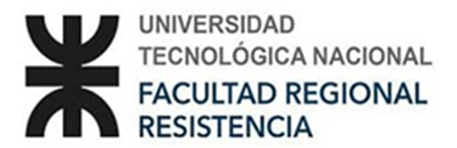 UNIVERSIDAD
TECNOLÓGICA NACIONAL
FACULTAD REGIONAL
RESISTENCIA